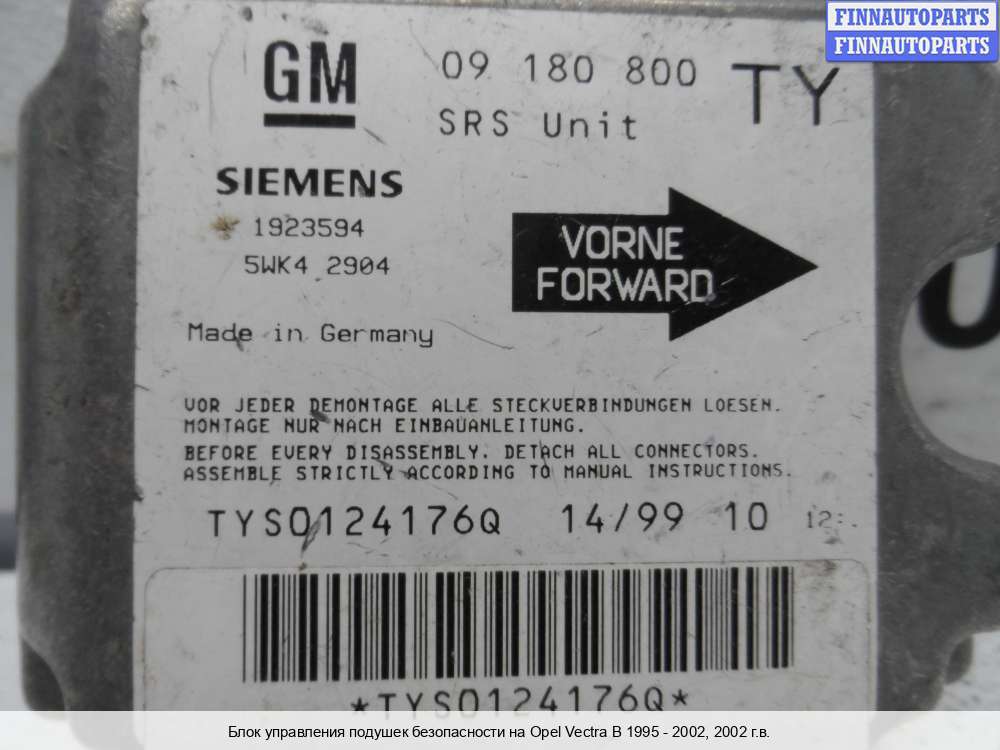 FINNAUTOPARTS
FINNAUTOPARTS
GM
09 180 800
TY
SRS Unit
SIEMENS
1923594
5WK4 2904
VORNE
FORWARD
Made in Germany
VOR JEDER DEMONTAGE ALLE STECKVERBINDUNGEN LOESEN.
MONTAGE NUR NACH EINBAUANLEITUNG.
BEFORE EVERY DISASSEMBLY, DETACH ALL CONNECTORS.
ASSEMBLE STRICTLY ACCORDING TO MANUAL INSTRUCTIONS.
TYS0124176Q 14/99 10
*TYS0124176Q*
Блок управления подушек безопасности на Opel Vectra B 1995 - 2002, 2002 г.в.